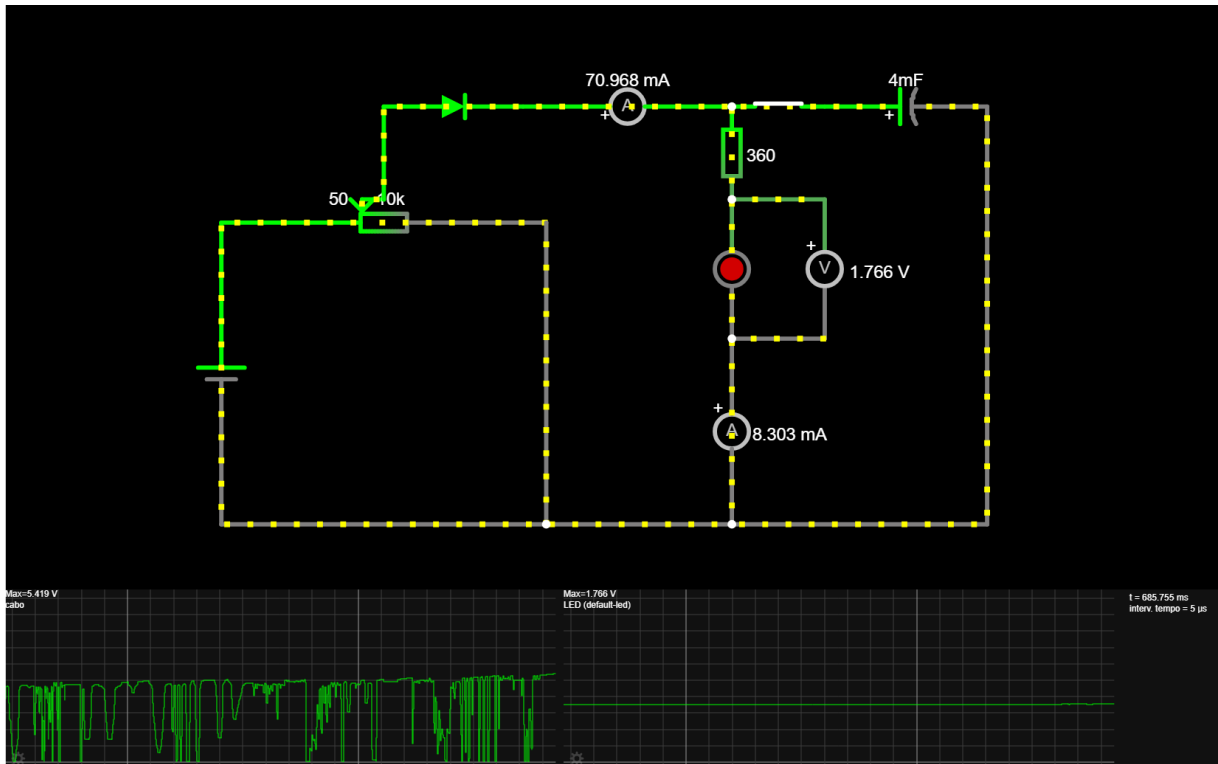 70.968 mA
4mF
A
+
+
360
50
10k
+
V
1.766 V
+
A
8.303 mA
Max=5.419 V
cabo
Max=1.766 V
LED (default-led)
t = 685.755 ms
interv. tempo = 5 µs